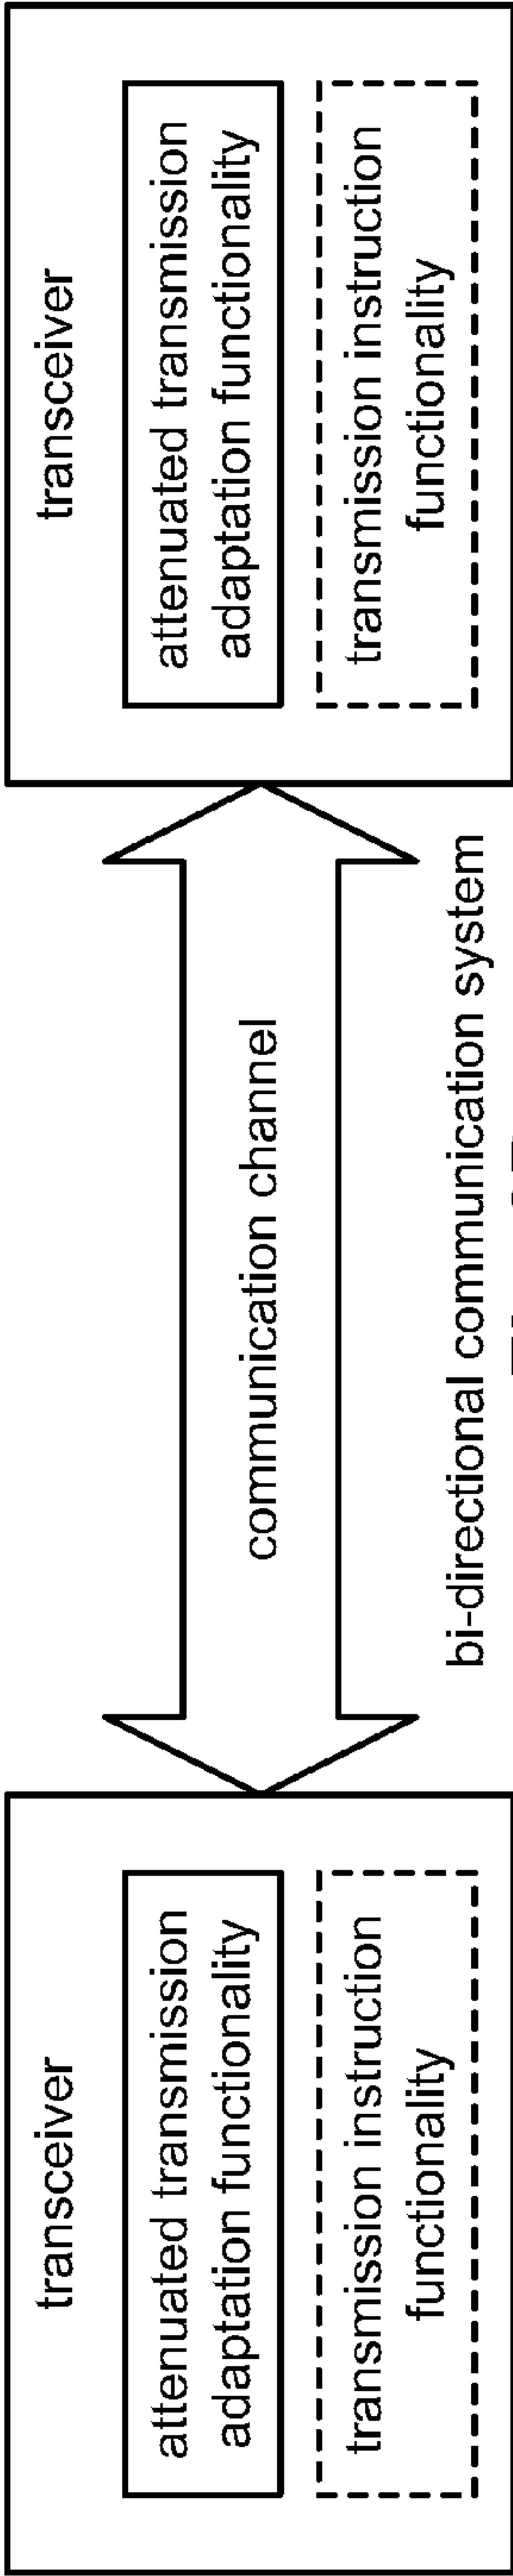 transceiver
attenuated transmission
adaptation functionality
transmission instruction
functionality
communication channel
bi-directional communication system
transceiver
attenuated transmission
adaptation functionality
transmission instruction
functionality